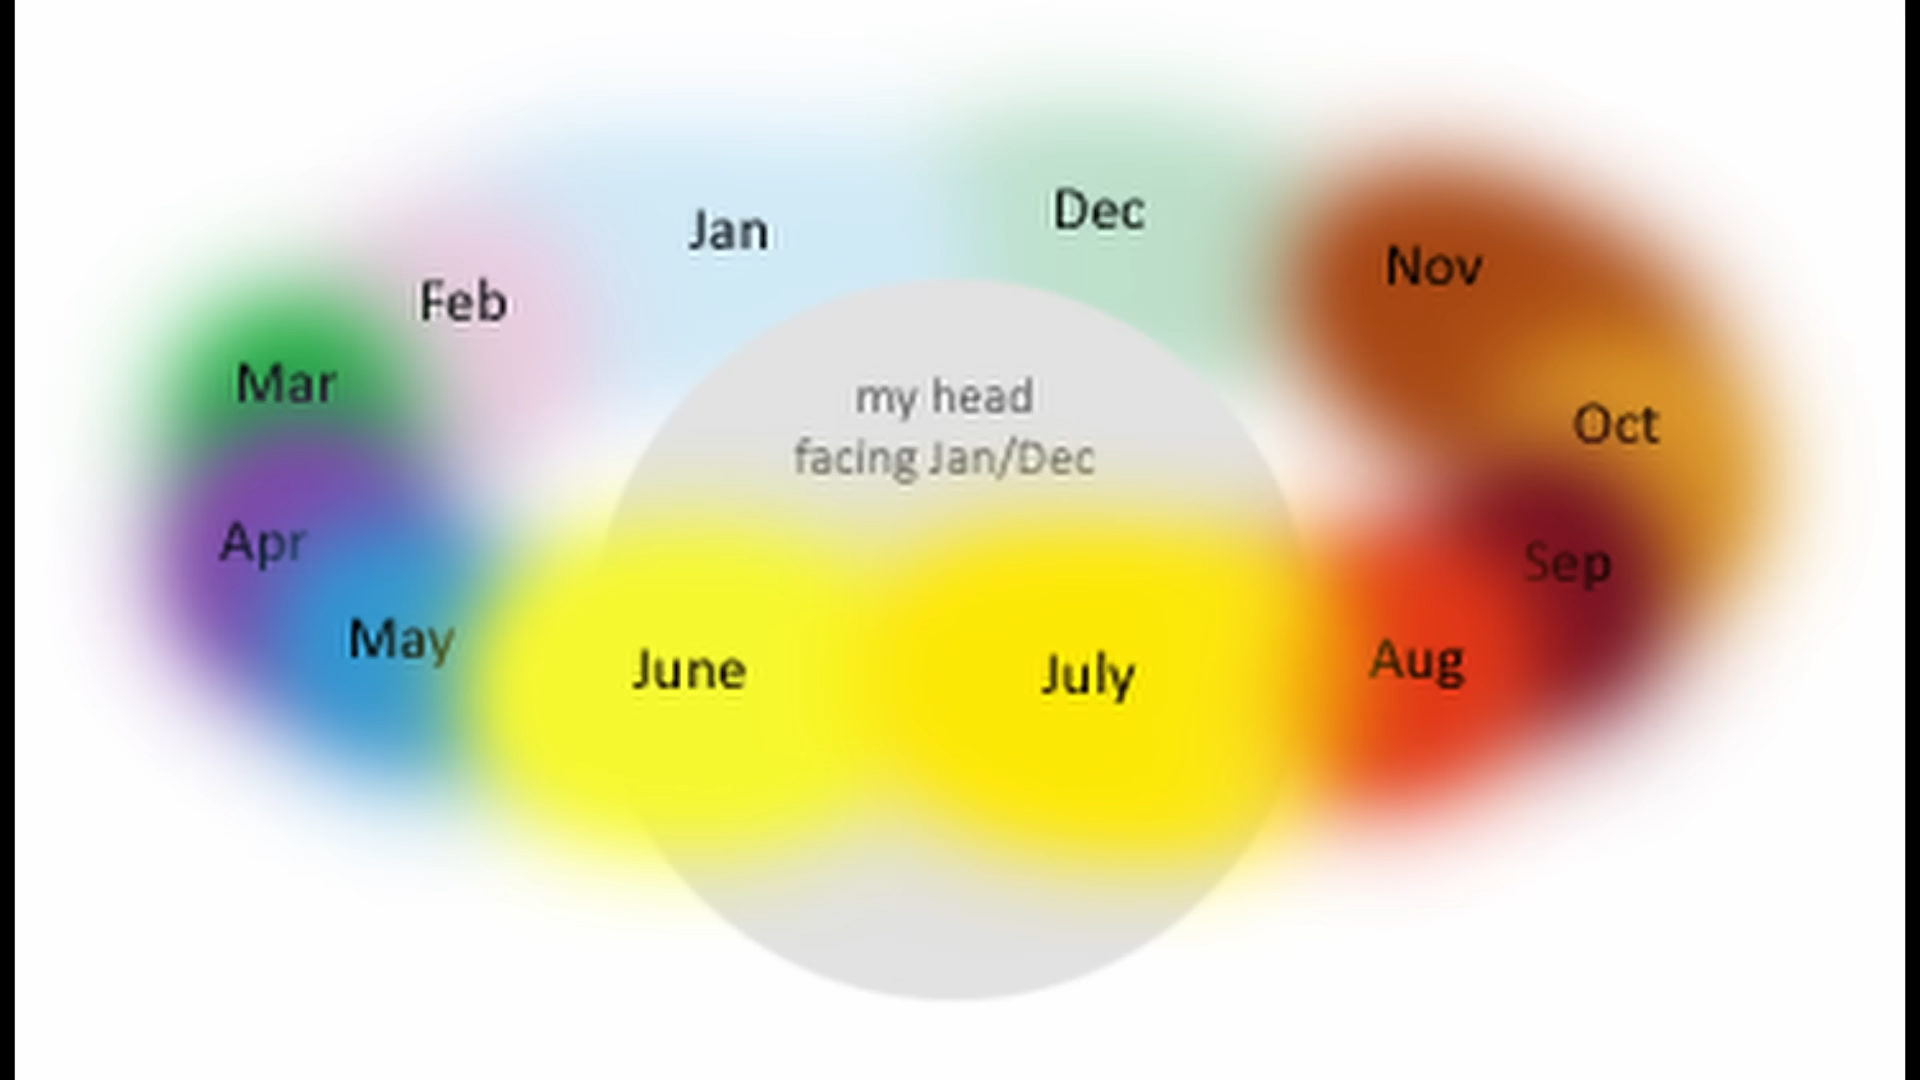 Jan
Dec
Nov
Feb
Mar
my head
facing Jan/Dec
Oct
Apr
Sep
May
June
July
Aug